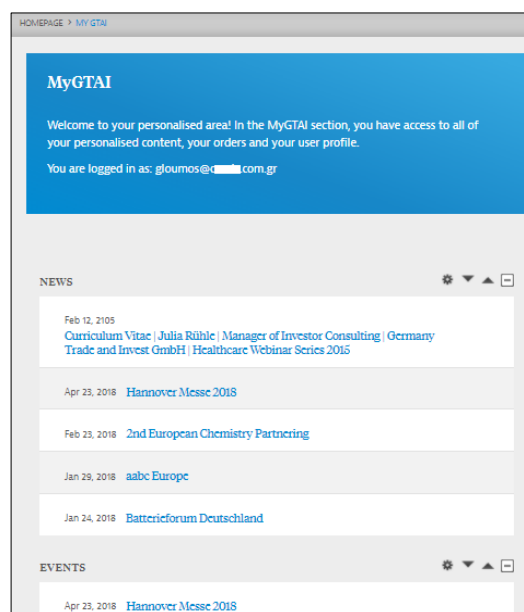 HOMEPAGE > MY GTAI
MyGTAI
Welcome to your personalised area! In the MyGTAI section, you have access to all of
your personalised content, your orders and your user profile.
You are logged in as: gloumos@ .com.gr
NEWS
Feb 12, 2105
Curriculum Vitae | Julia Rühle | Manager of Investor Consulting | Germany
Trade and Invest GmbH | Healthcare Webinar Series 2015
Apr 23, 2018 Hannover Messe 2018
Feb 23, 2018 2nd European Chemistry Partnering
Jan 29, 2018 aabc Europe
Jan 24, 2018 Batterieforum Deutschland
EVENTS
Apr 23, 2018 Hannover Messe 2018